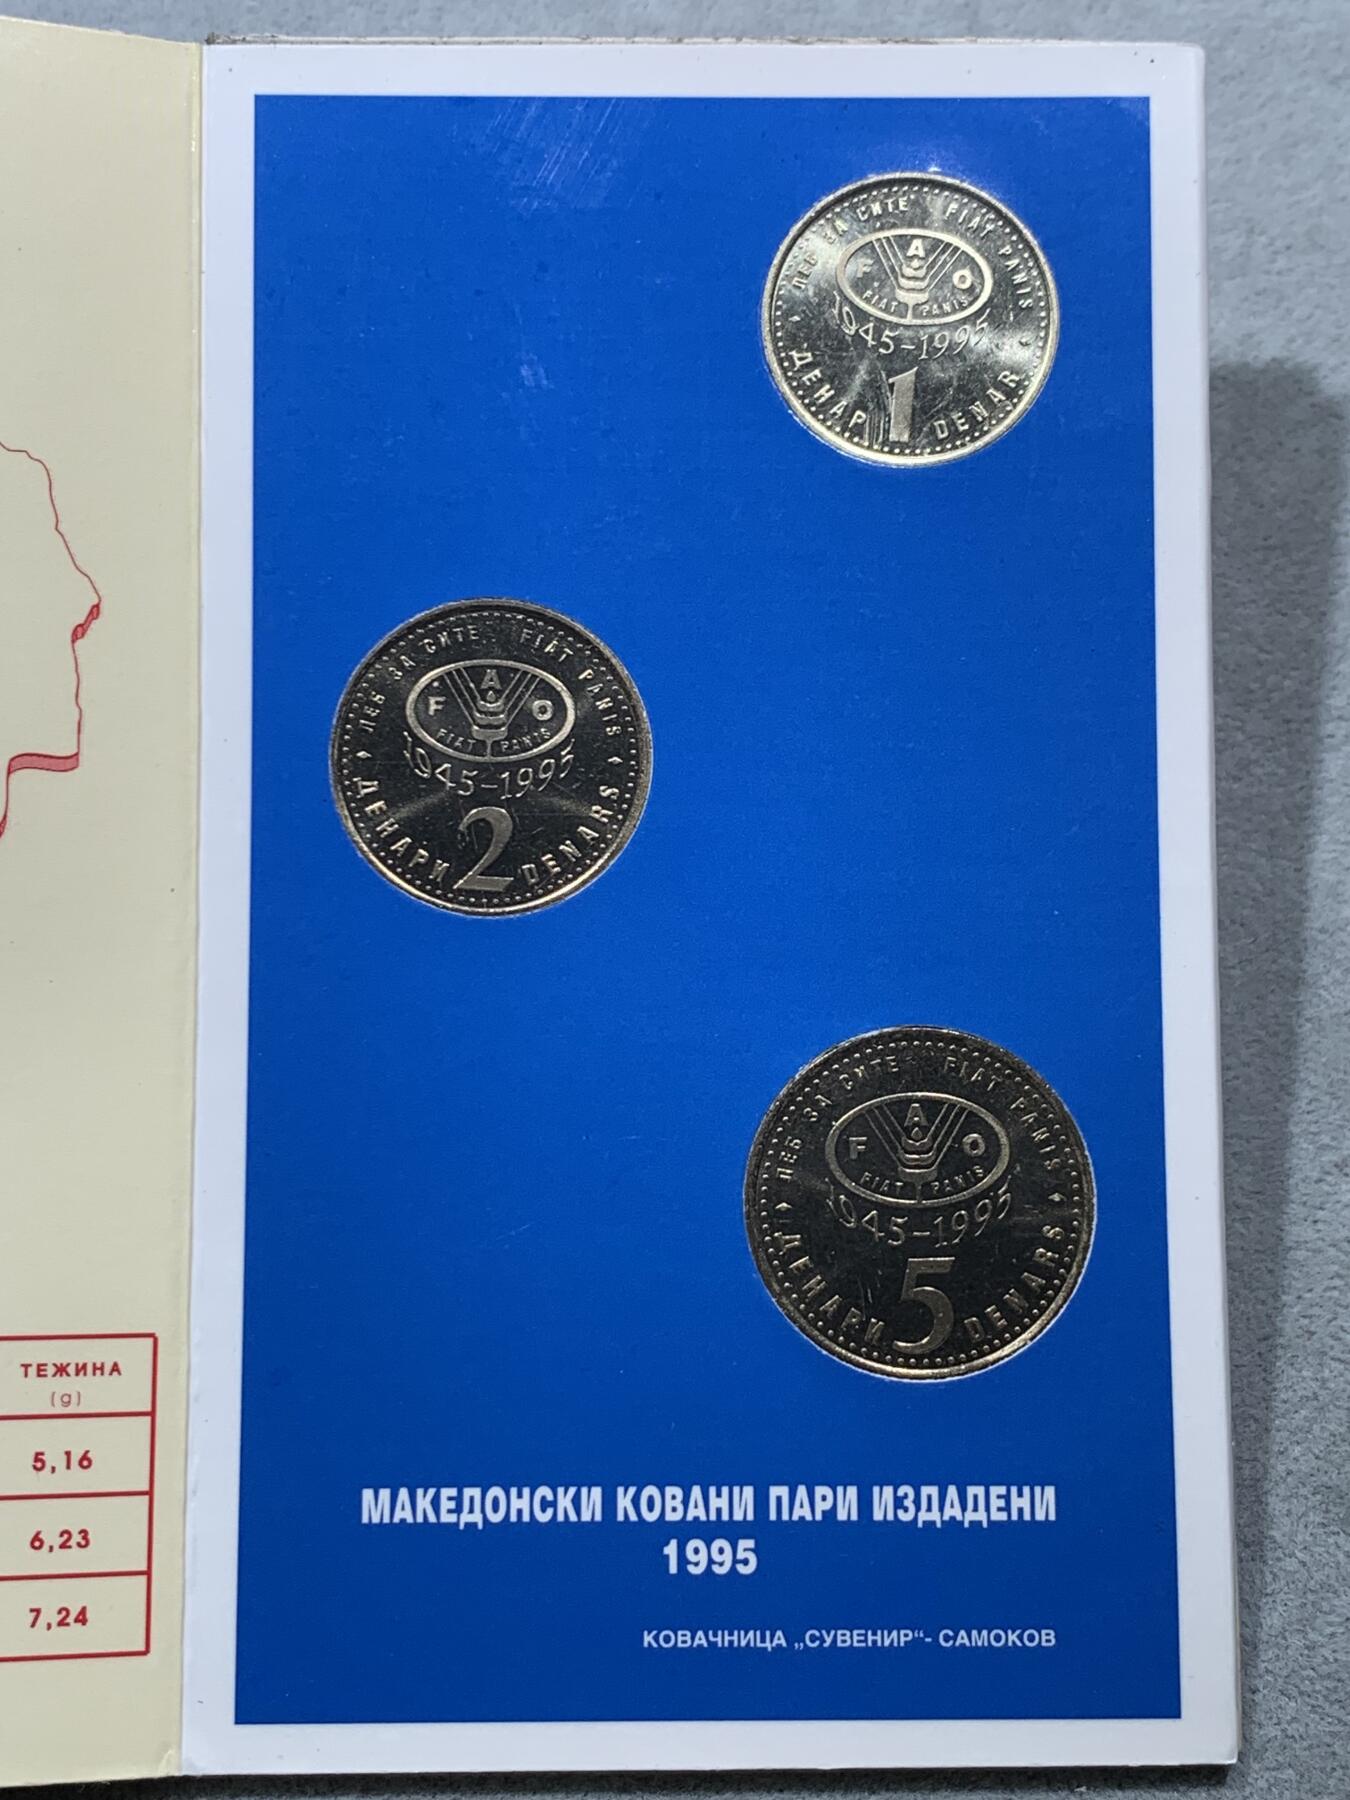 ЛЕБ ЗА СИТЕ FIAT PANIS
F A O
FIAT PANIS
1945-1995
ДЕНАР 1 DENAR
ЛЕБ ЗА СИТЕ FIAT PANIS
F A O
FIAT PANIS
1945-1995
ДЕНАРИ 2 DENARS
ЛЕБ ЗА СИТЕ FIAT PANIS
F A O
FIAT PANIS
1945-1995
ДЕНАРИ 5 DENARS
ТЕЖИНА
(g)
5,16
6,23
7,24
МАКЕДОНСКИ КОВАНИ ПАРИ ИЗДАДЕНИ
1995
КОВАЧНИЦА „СУВЕНИР“- САМОКОВ